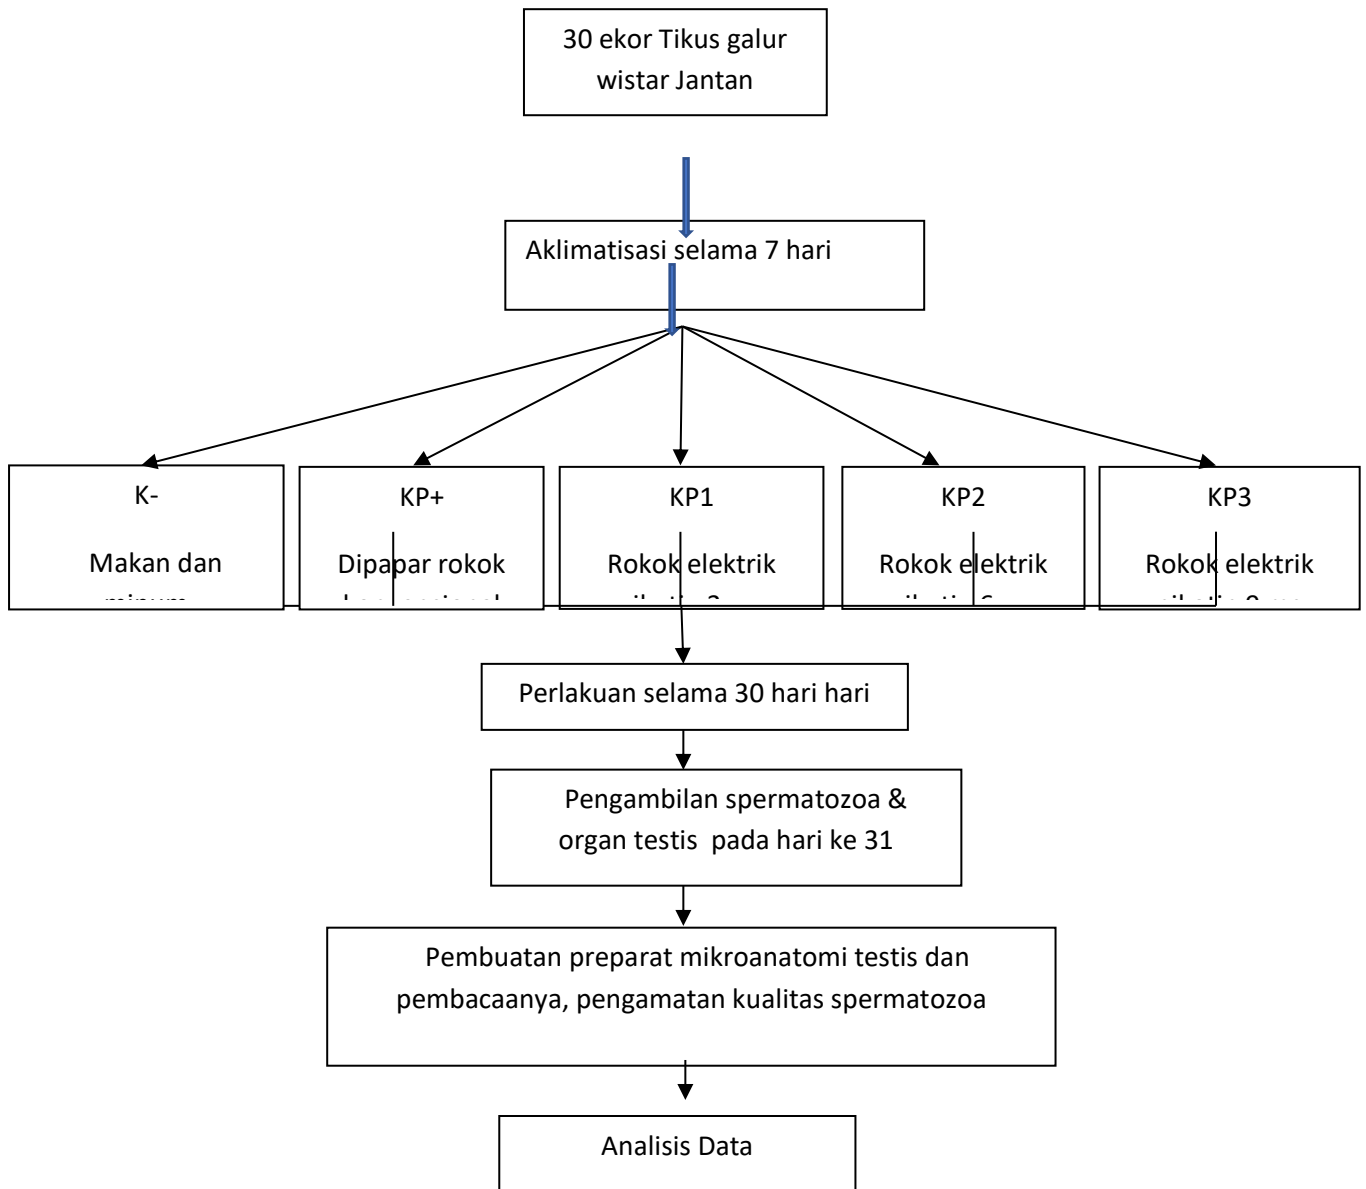 30 ekor Tikus galur
wistar Jantan
Aklimatisasi selama 7 hari
K-
Makan dan
KP+
Dipapar rokok
KP1
Rokok elektrik
KP2
Rokok elektrik
KP3
Rokok elektrik
Perlakuan selama 30 hari hari
Pengambilan spermatozoa &
organ testis pada hari ke 31
Pembuatan preparat mikroanatomi testis dan
pembacaanya, pengamatan kualitas spermatozoa
Analisis Data